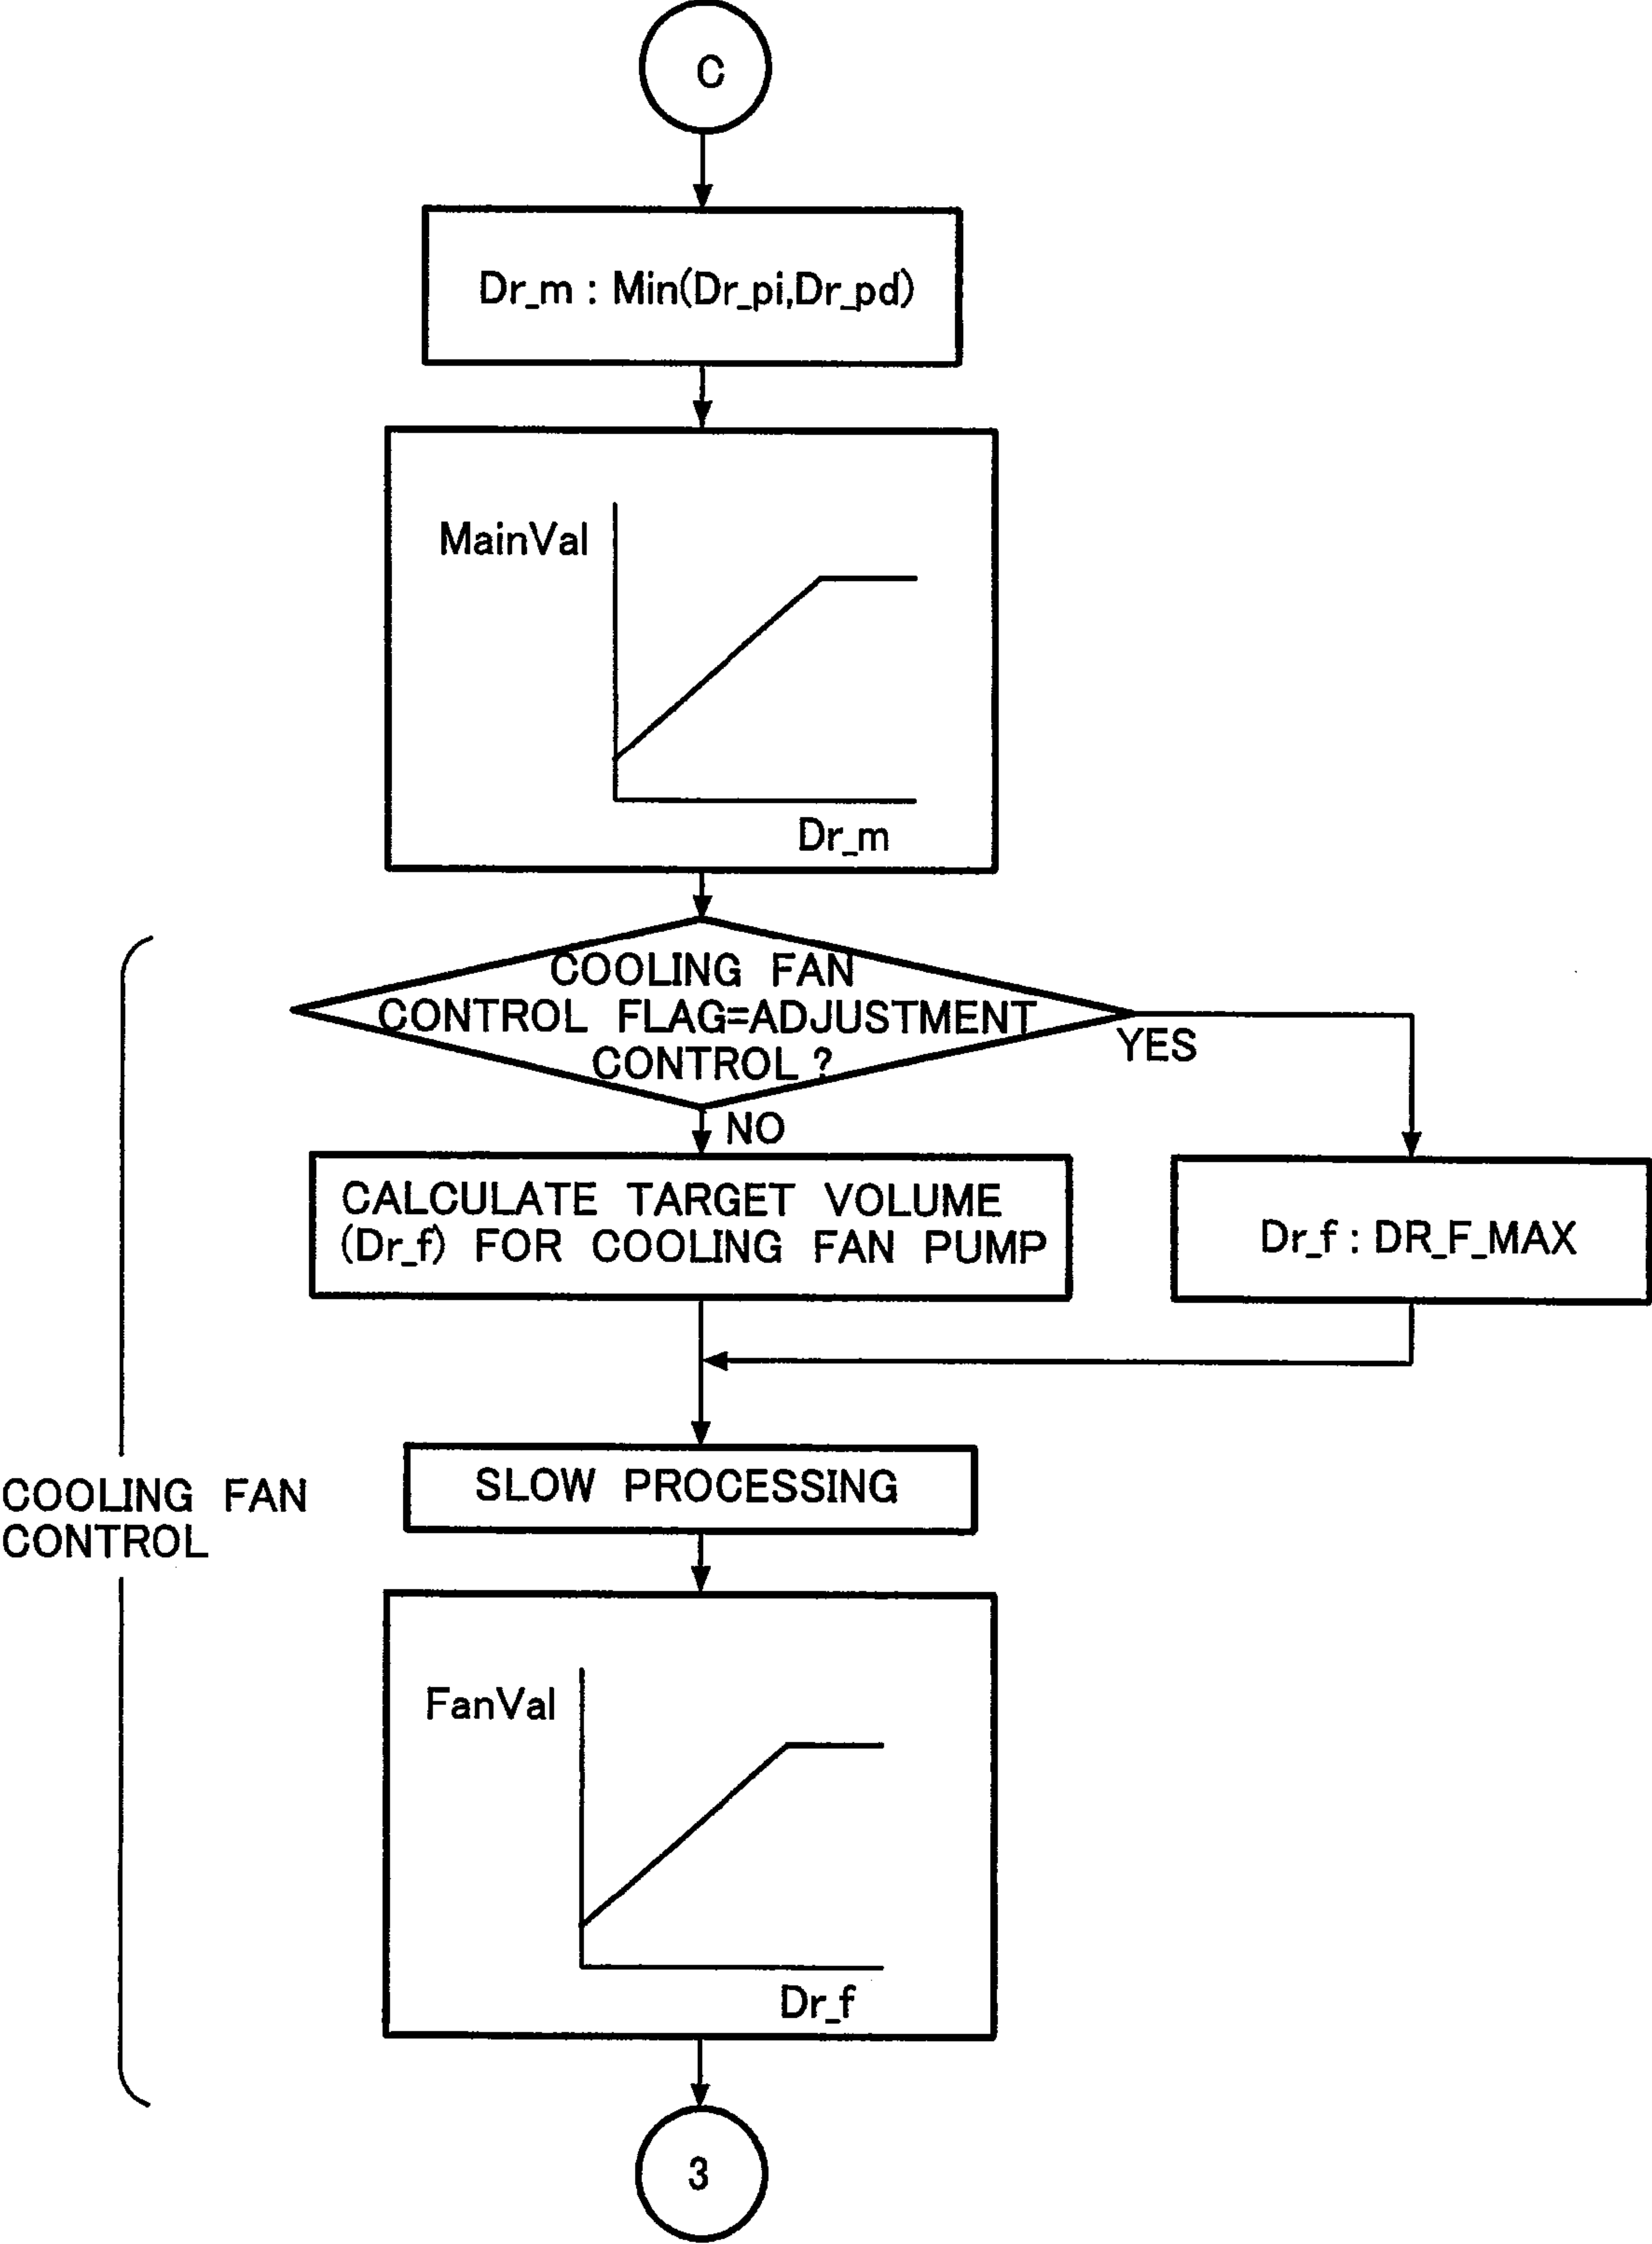 C
Dr_m : Min(Dr_pi,Dr_pd)
MainVal
Dr_m
COOLING FAN
CONTROL FLAG=ADJUSTMENT
CONTROL ?
YES
NO
CALCULATE TARGET VOLUME
(Dr_f) FOR COOLING FAN PUMP
Dr_f : DR_F_MAX
SLOW PROCESSING
COOLING FAN
CONTROL
FanVal
Dr_f
3